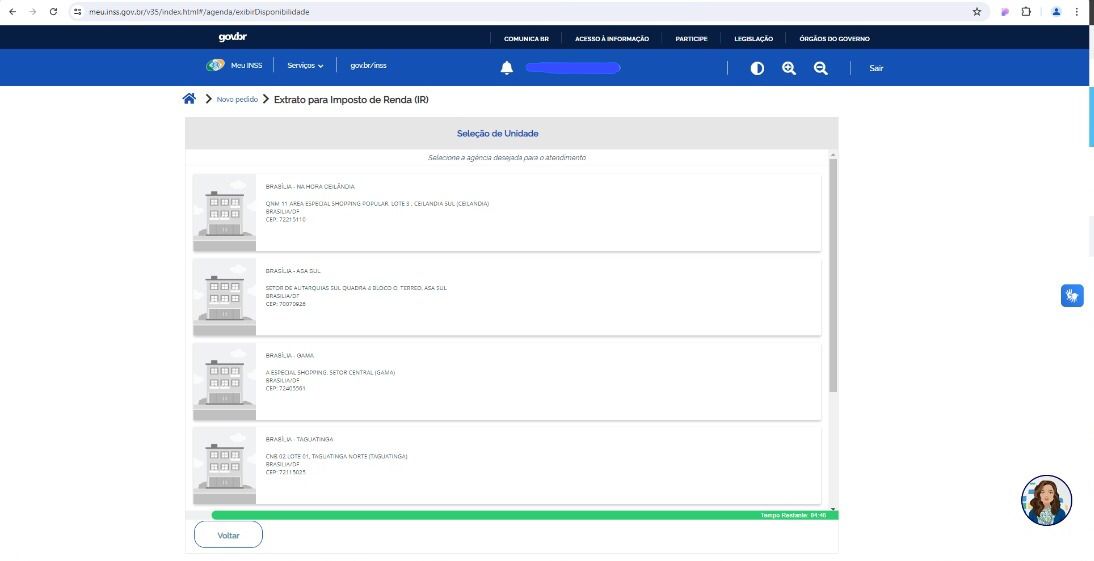 meu.inss.gov.br/v35/index.html#/agenda/exibirDisponibilidade
gov.br
COMUNICA BR
ACESSO À INFORMAÇÃO
PARTICIPE
LEGISLAÇÃO
ÓRGÃOS DO GOVERNO
Meu INSS
Serviços
gov.br/inss
Sair
Novo pedido
Extrato para Imposto de Renda (IR)
Seleção de Unidade
Selecione a agência desejada para o atendimento
BRASÍLIA - NA HORA CEILÂNDIA
QNM 11 AREA ESPECIAL SHOPPING POPULAR, LOTE 3 , CEILANDIA SUL (CEILANDIA)
BRASILIA/DF
CEP: 72215110
BRASÍLIA - ASA SUL
SETOR DE AUTARQUIAS SUL QUADRA 4 BLOCO O, TERREO, ASA SUL
BRASILIA/DF
CEP: 70070928
BRASÍLIA - GAMA
A ESPECIAL SHOPPING, SETOR CENTRAL (GAMA)
BRASILIA/DF
CEP: 72405561
BRASÍLIA - TAGUATINGA
CNB 02,LOTE 01, TAGUATINGA NORTE (TAGUATINGA)
BRASILIA/DF
CEP: 72115025
Tempo Restante: 04:46
Voltar